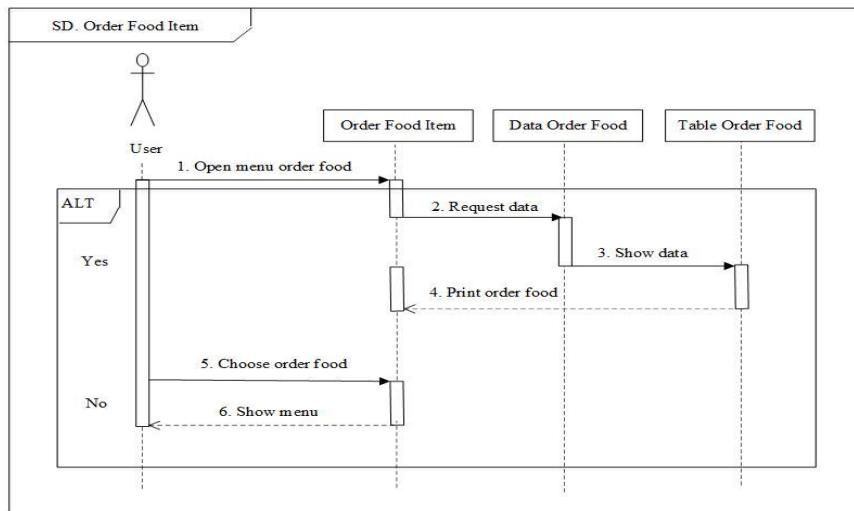 SD. Order Food Item
User
Order Food Item
Data Order Food
Table Order Food
1. Open menu order food
ALT
2. Request data
Yes
3. Show data
4. Print order food
5. Choose order food
No
6. Show menu